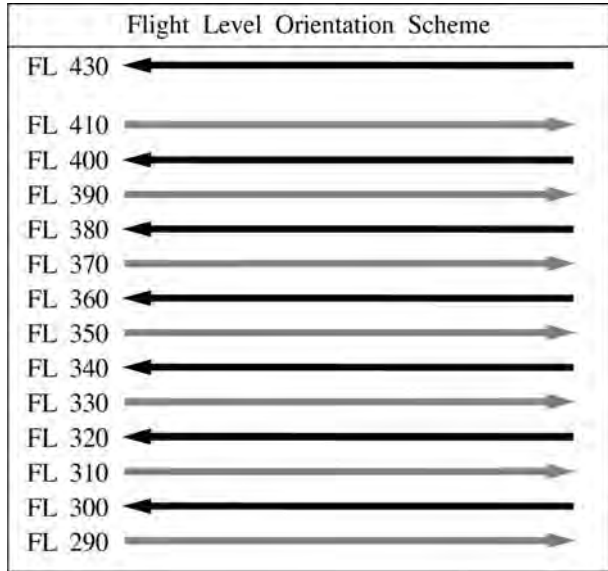 Flight Level Orientation Scheme
FL 430
FL 410
FL 400
FL 390
FL 380
FL 370
FL 360
FL 350
FL 340
FL 330
FL 320
FL 310
FL 300
FL 290